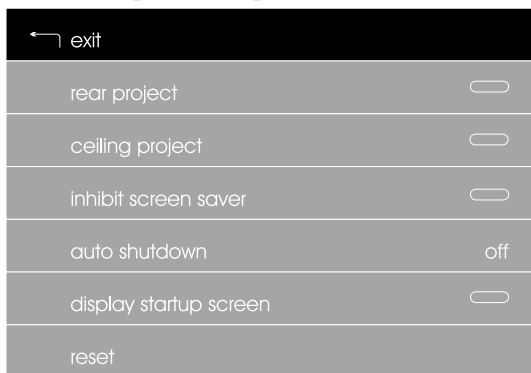 exit
rear project
ceiling project
inhibit screen saver
auto shutdown off
display startup screen
reset